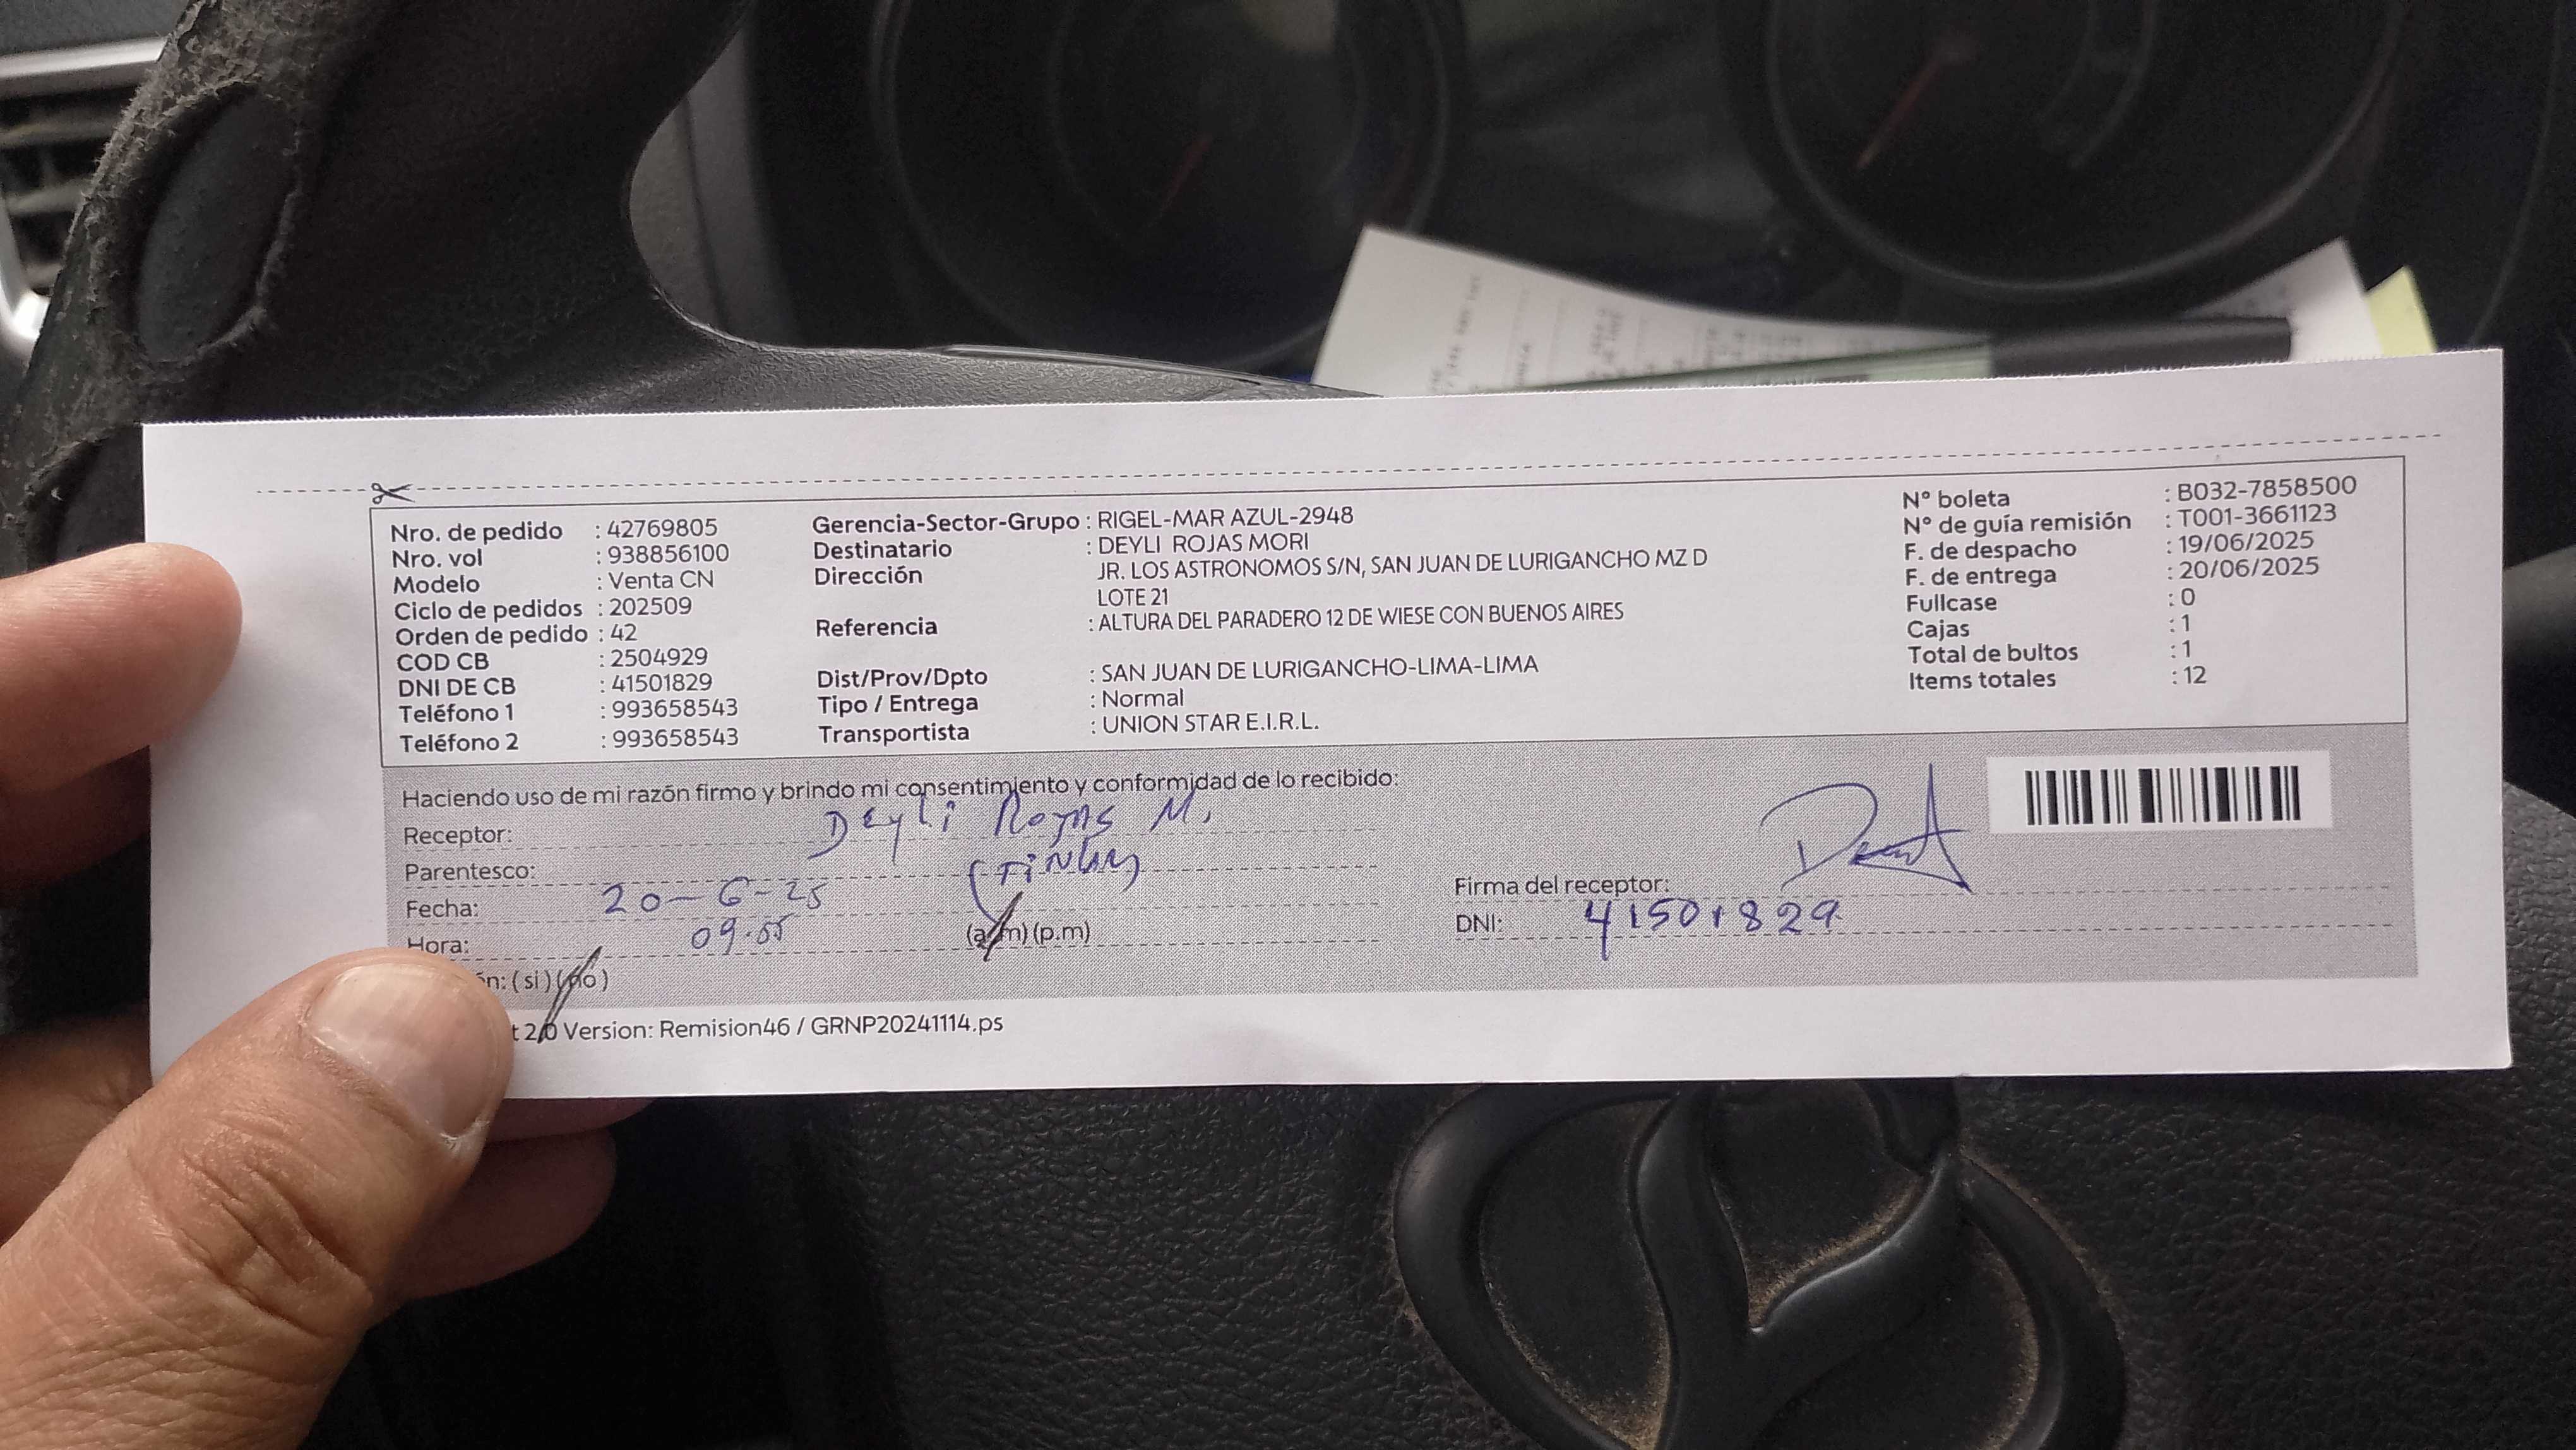 Nro. de pedido : 42769805
Nro. vol : 938856100
Modelo : Venta CN
Ciclo de pedidos : 202509
Orden de pedido : 42
COD CB : 2504929
DNI DE CB : 41501829
Teléfono 1 : 993658543
Teléfono 2 : 993658543
Gerencia-Sector-Grupo : RIGEL-MAR AZUL-2948
Destinatario : DEYLI ROJAS MORI
Dirección JR. LOS ASTRONOMOS S/N, SAN JUAN DE LURIGANCHO MZ D
LOTE 21
Referencia : ALTURA DEL PARADERO 12 DE WIESE CON BUENOS AIRES
Dist/Prov/Dpto : SAN JUAN DE LURIGANCHO-LIMA-LIMA
Tipo / Entrega : Normal
Transportista : UNION STAR E.I.R.L.
N° boleta : B032-7858500
N° de guía remisión : T001-3661123
F. de despacho : 19/06/2025
F. de entrega : 20/06/2025
Fullcase : 0
Cajas : 1
Total de bultos : 1
Items totales : 12
Haciendo uso de mi razón firmo y brindo mi consentimiento y conformidad de lo recibido:
Receptor: Deyli Rojas M.
Parentesco: (Titular)
Fecha: 20-6-25
Hora: 09.55 (a.m) (p.m)
n: ( si ) ( no )
Firma del receptor:
DNI: 41501829
t 2.0 Version: Remision46 / GRNP20241114.ps